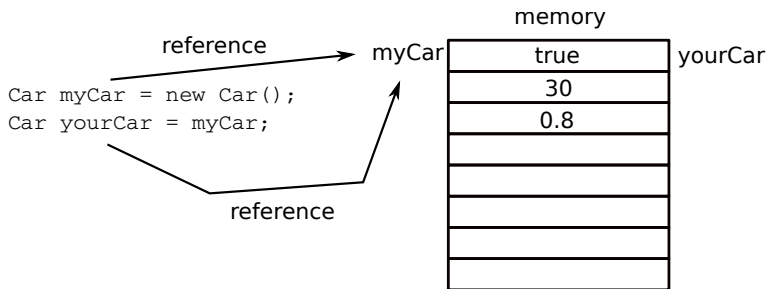 memory
reference
myCar
true
yourCar
Car myCar = new Car();
30
Car yourCar = myCar;
0.8
reference